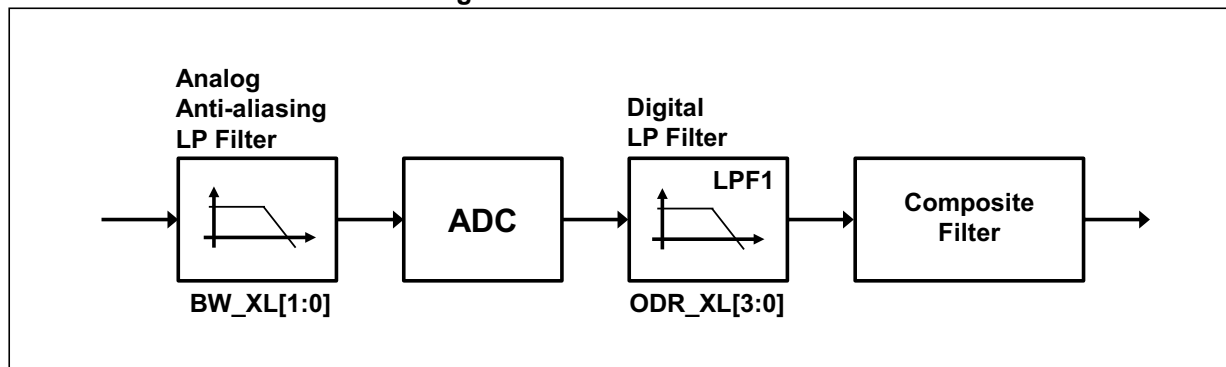 Analog
Anti-aliasing
LP Filter
BW_XL[1:0]
ADC
Digital
LP Filter
LPF1
ODR_XL[3:0]
Composite
Filter